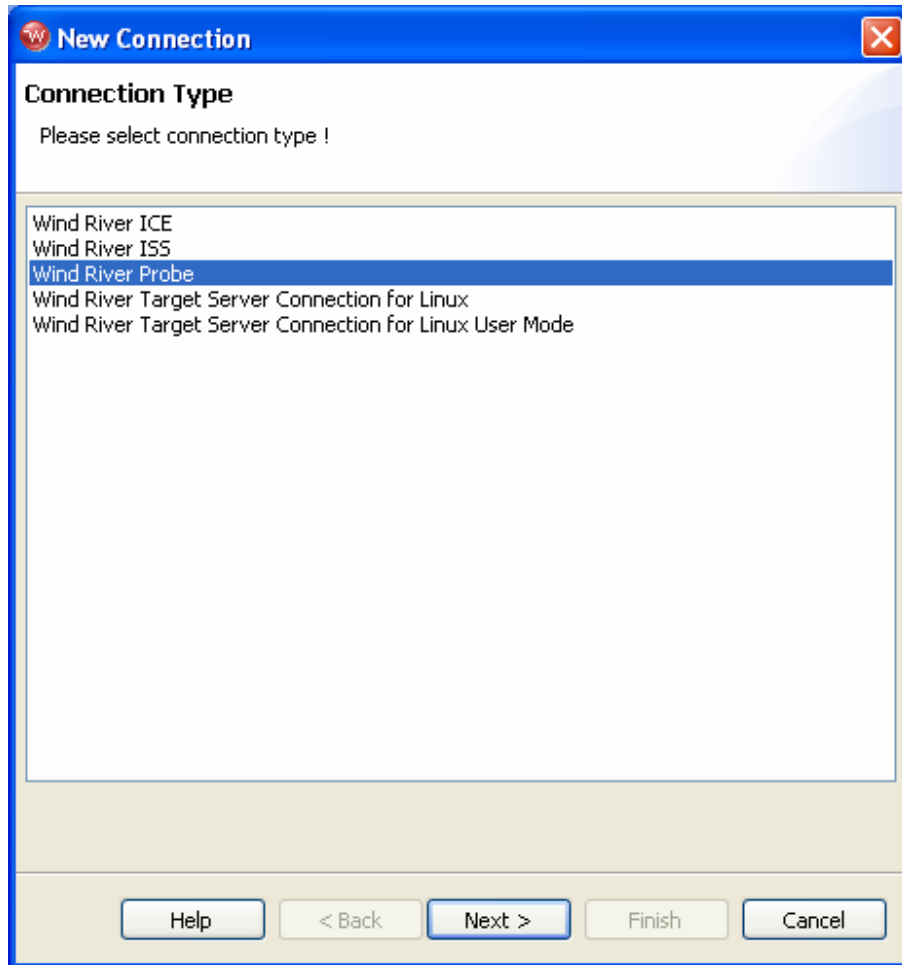 New Connection
Connection Type
Please select connection type !
Wind River ICE
Wind River ISS
Wind River Probe
Wind River Target Server Connection for Linux
Wind River Target Server Connection for Linux User Mode
Help < Back Next > Finish Cancel